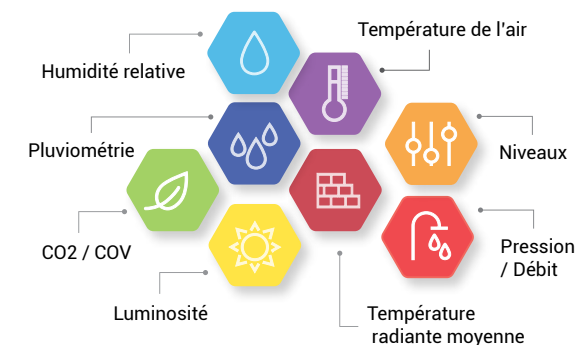 Température de l'air
Humidité relative
Pluviométrie
Niveaux
CO2 / COV
Pression
/ Débit
Luminosité
Température
radiante moyenne